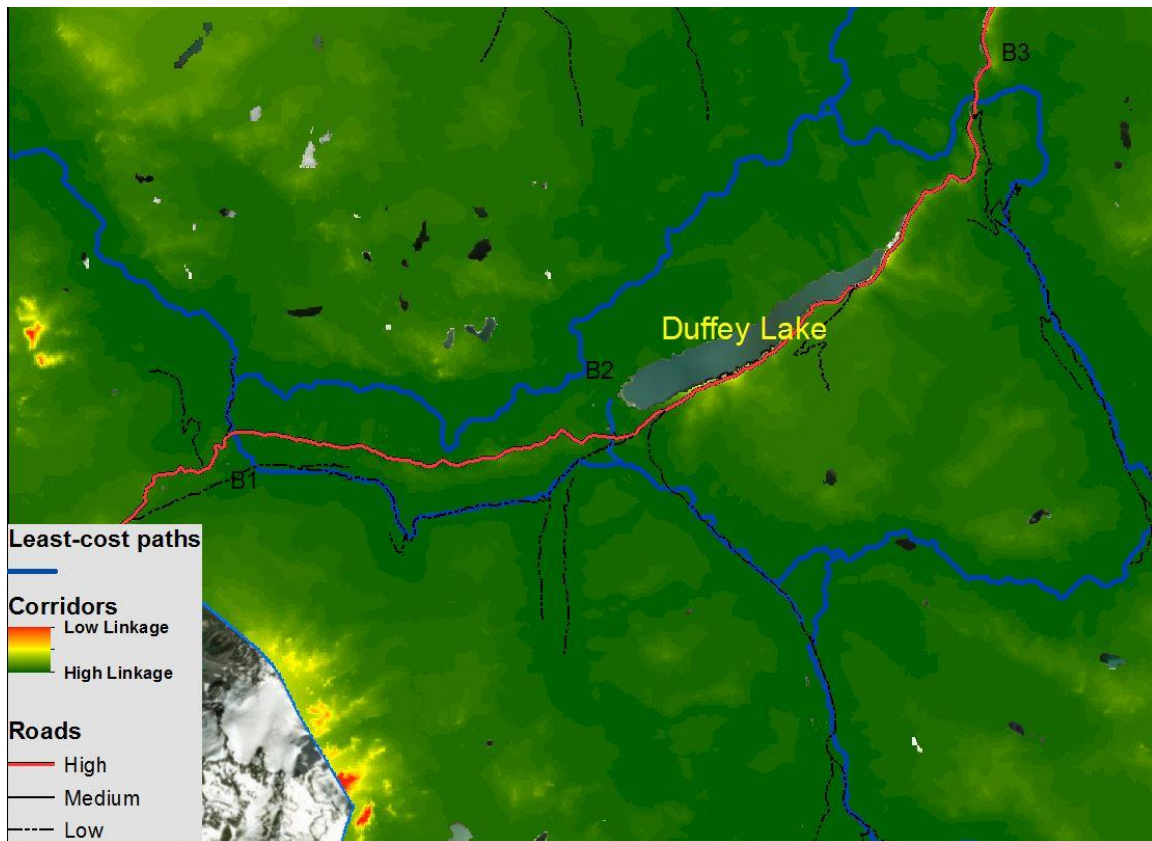 B3
Duffey Lake
B2
B1
Least-cost paths
Corridors
Low Linkage
High Linkage
Roads
High
Medium
Low